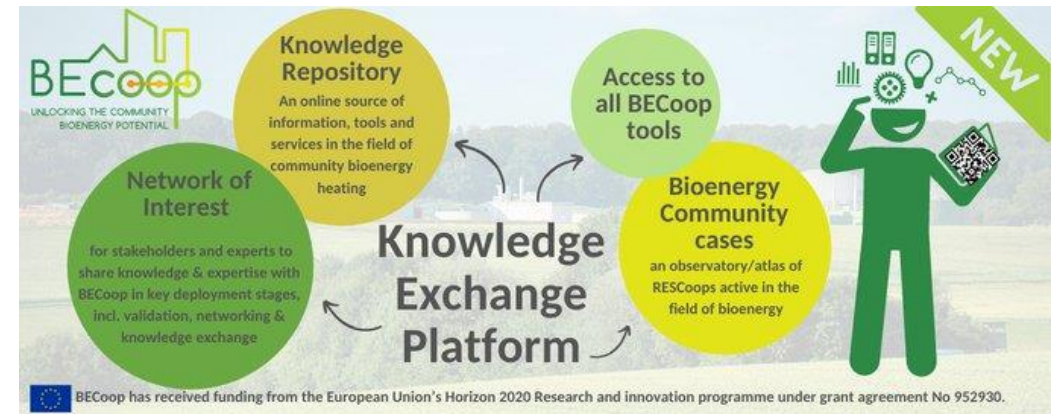 BECoop
UNLOCKING THE COMMUNITY
BIOENERGY POTENTIAL
Knowledge
Repository
An online source of
information, tools and
services in the field of
community bioenergy
heating
Access to
all BECoop
tools
NEW
Network of
Interest
for stakeholders and experts to
share knowledge & expertise with
BECoop in key deployment stages,
incl. validation, networking &
knowledge exchange
Knowledge
Exchange
Platform
Bioenergy
Community
cases
an observatory/atlas of
RESCoops active in the
field of bioenergy
BECoop has received funding from the European Union's Horizon 2020 Research and innovation programme under grant agreement No 952930.